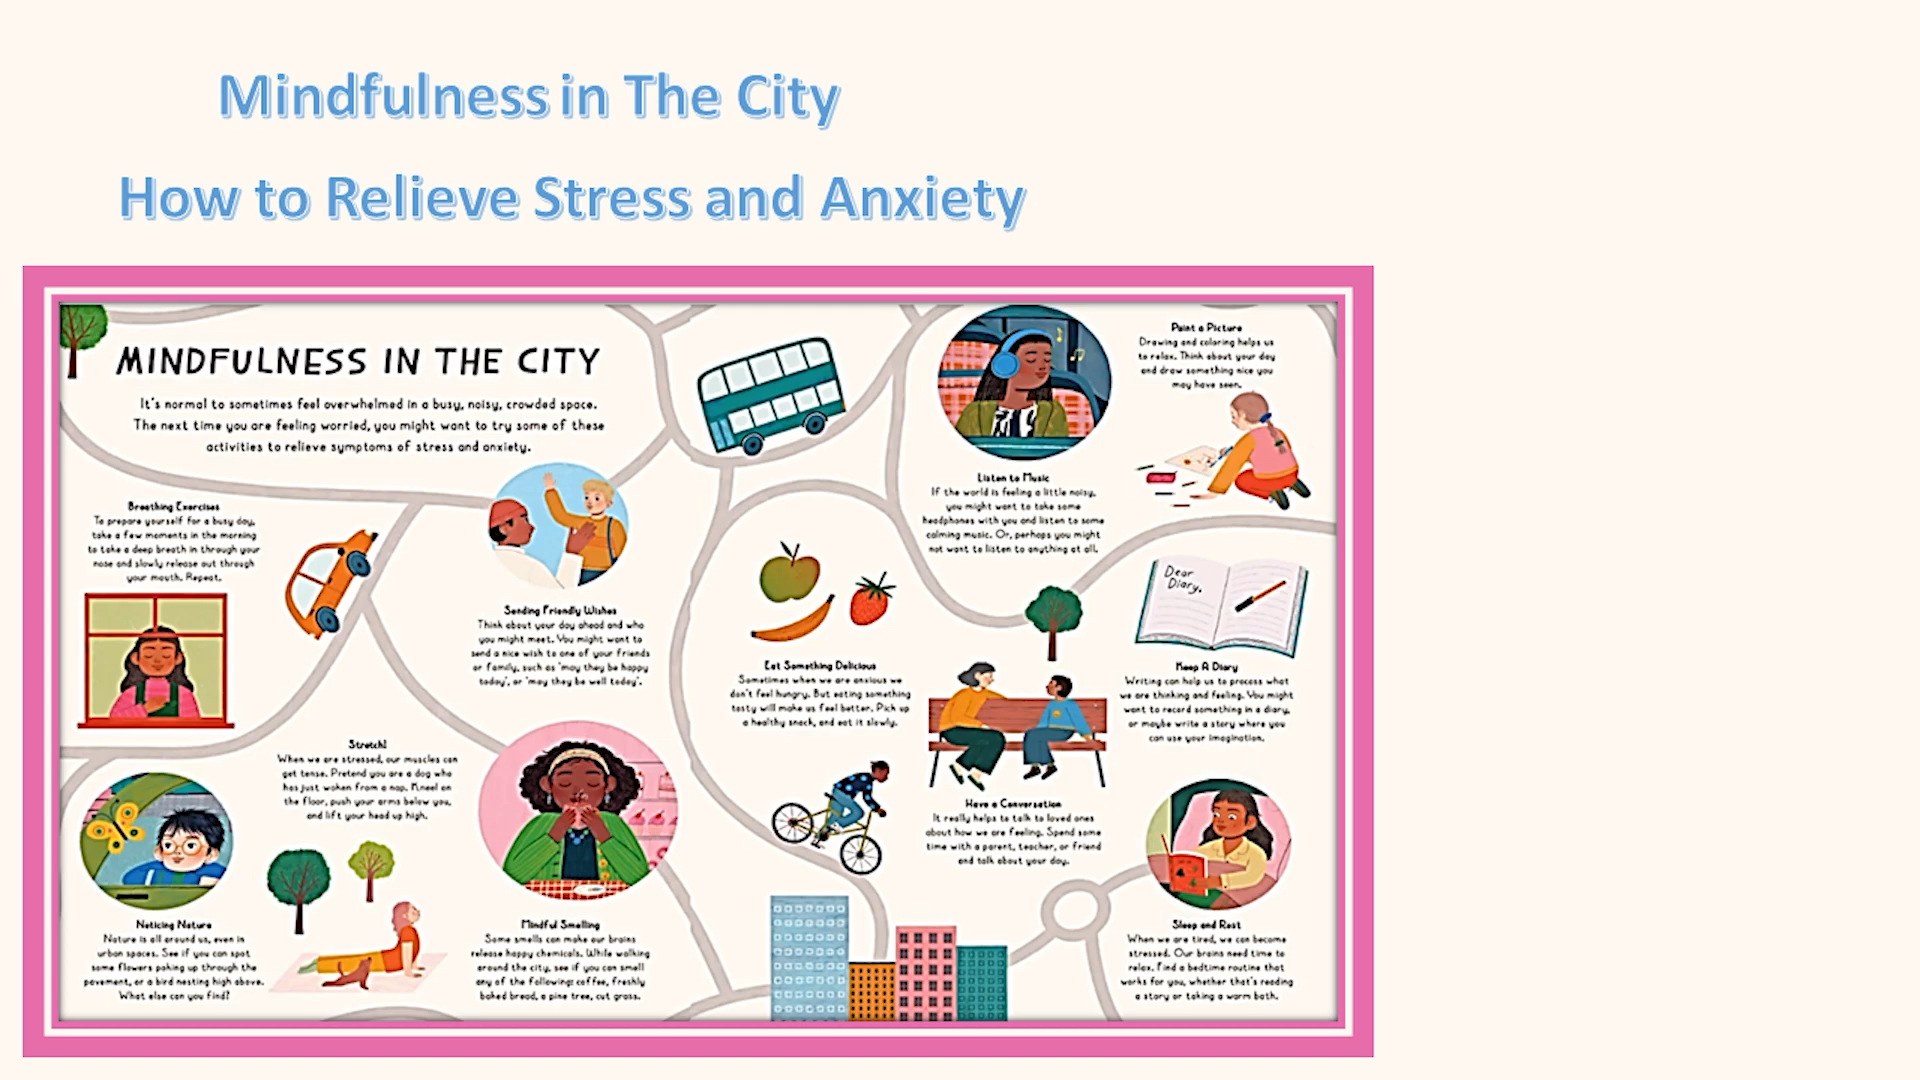 Mindfulness in The City
How to Relieve Stress and Anxiety
MINDFULNESS IN THE CITY
It's normal to sometimes feel overwhelmed in a busy, noisy, crowded space.
The next time you are feeling worried, you might want to try some of these
activities to relieve symptoms of stress and anxiety.
Breathing Exercises
To prepare yourself for a busy day,
take a few moments in the morning
to take a deep breath in through your
nose and slowly release out through
your mouth. Repeat.
Sending Friendly Wishes
Think about your day ahead and who
you might meet. You might want to
send a nice wish to one of your friends
or family, such as 'may they be happy
today', or 'may they be well today'.
Stretch!
When we are stressed, our muscles can
get tense. Pretend you are a dog who
has just woken from a nap. Kneel on
the floor, push your arms below you,
and lift your head up high.
Noticing Nature
Nature is all around us, even in
urban spaces. See if you can spot
some flowers poking up through the
pavement, or a bird nesting high above.
What else can you find?
Mindful Smelling
Some smells can make our brains
release happy chemicals. While walking
around the city, see if you can smell
any of the following: coffee, freshly
baked bread, a pine tree, cut grass.
Eat Something Delicious
Sometimes when we are anxious we
don't feel hungry. But eating something
tasty will make us feel better. Pick up
a healthy snack, and eat it slowly.
Listen to Music
If the world is feeling a little noisy,
you might want to take some
headphones with you and listen to some
calming music. Or, perhaps you might
not want to listen to anything at all.
Paint a Picture
Drawing and coloring helps us
to relax. Think about your day
and draw something nice you
may have seen.
Dear
Diary,
Keep A Diary
Writing can help us to process what
we are thinking and feeling. You might
want to record something in a diary,
or maybe write a story where you
can use your imagination.
Have a Conversation
It really helps to talk to loved ones
about how we are feeling. Spend some
time with a parent, teacher, or friend
and talk about your day.
Sleep and Rest
When we are tired, we can become
stressed. Our brains need time to
relax. Find a bedtime routine that
works for you, whether that's reading
a story or taking a warm bath.